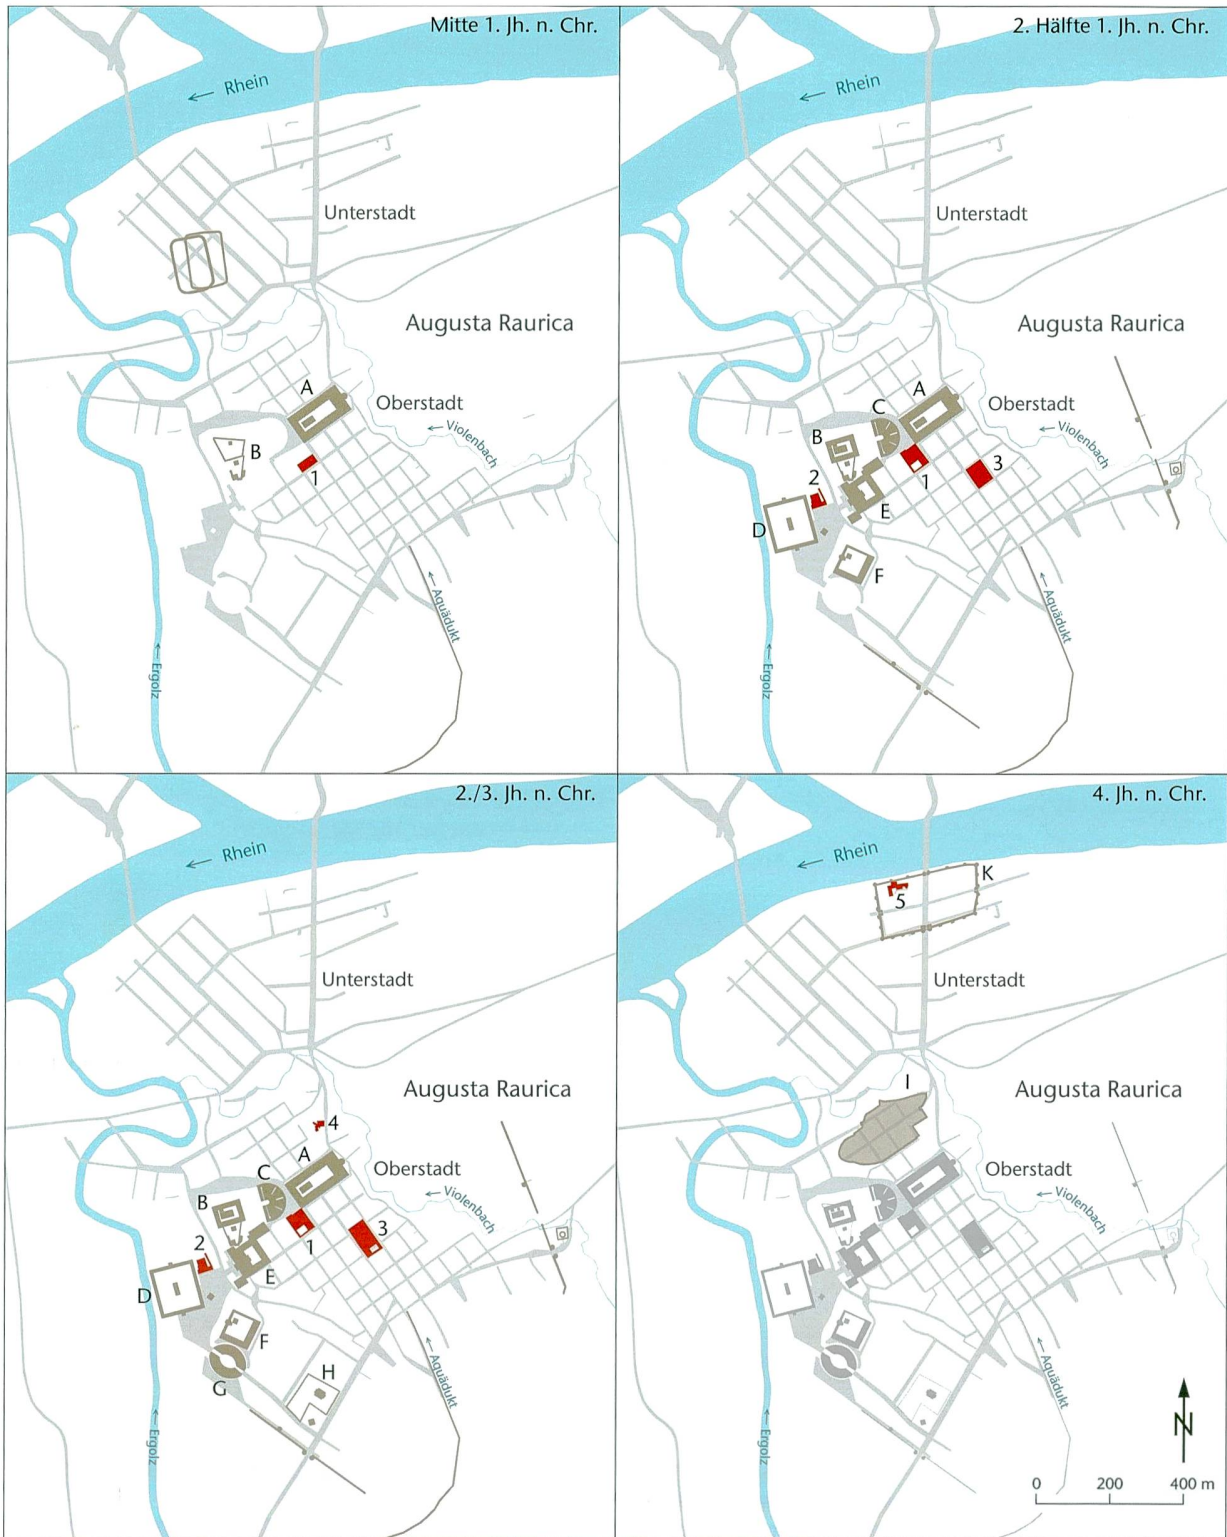 Mitte 1. Jh. n. Chr.
Rhein
Unterstadt
Augusta Raurica
A
Oberstadt
Violenbach
B
1
Aquädukt
Ergolz
2. Hälfte 1. Jh. n. Chr.
Rhein
Unterstadt
Augusta Raurica
A
C
Oberstadt
Violenbach
B
1
3
2
E
D
F
Aquädukt
Ergolz
2./3. Jh. n. Chr.
Rhein
Unterstadt
Augusta Raurica
4
A
C
Oberstadt
Violenbach
B
3
1
2
E
D
F
H
G
Aquädukt
Ergolz
4. Jh. n. Chr.
Rhein
K
5
Unterstadt
I
Augusta Raurica
Oberstadt
Violenbach
Aquädukt
Ergolz
N
0 200 400 m